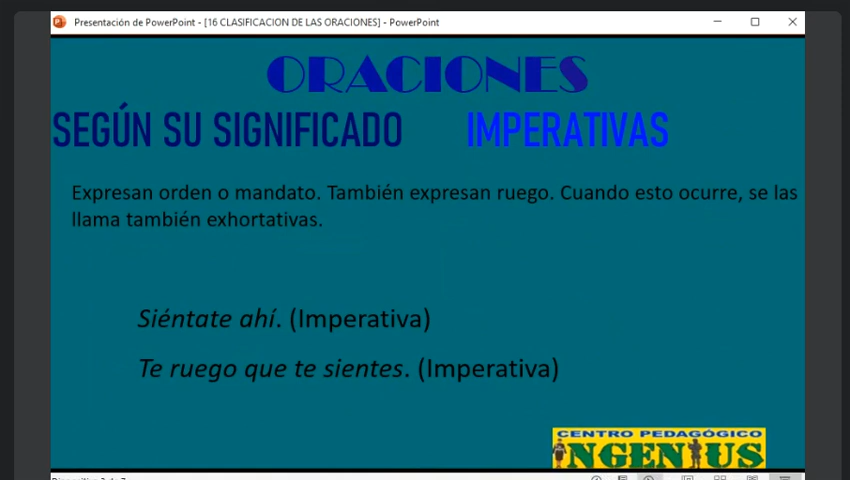 Presentación de PowerPoint - [16 CLASIFICACION DE LAS ORACIONES] - PowerPoint
ORACIONES
SEGÚN SU SIGNIFICADO IMPERATIVAS
Expresan orden o mandato. También expresan ruego. Cuando esto ocurre, se las
llama también exhortativas.
Siéntate ahí. (Imperativa)
Te ruego que te sientes. (Imperativa)
CENTRO PEDAGÓGICO
INGENIUS